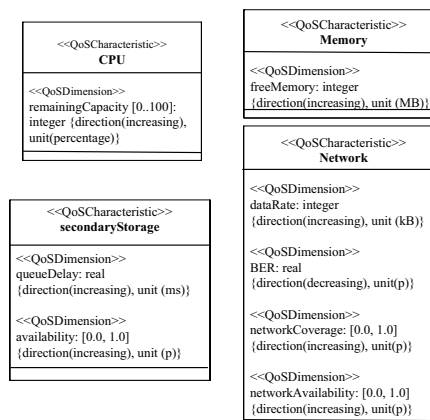 <<QoSCharacteristic>>
CPU
<<QoSDimension>>
remainingCapacity [0..100]:
integer {direction(increasing),
unit(percentage)}
<<QoSCharacteristic>>
Memory
<<QoSDimension>>
freeMemory: integer
{direction(increasing), unit (MB)}
<<QoSCharacteristic>>
secondaryStorage
<<QoSDimension>>
queueDelay: real
{direction(increasing), unit (ms)}
<<QoSDimension>>
availability: [0.0, 1.0]
{direction(increasing), unit (p)}
<<QoSCharacteristic>>
Network
<<QoSDimension>>
dataRate: integer
{direction(increasing), unit (kB)}
<<QoSDimension>>
BER: real
{direction(decreasing), unit(p)}
<<QoSDimension>>
networkCoverage: [0.0, 1.0]
{direction(increasing), unit(p)}
<<QoSDimension>>
networkAvailability: [0.0, 1.0]
{direction(increasing), unit(p)}